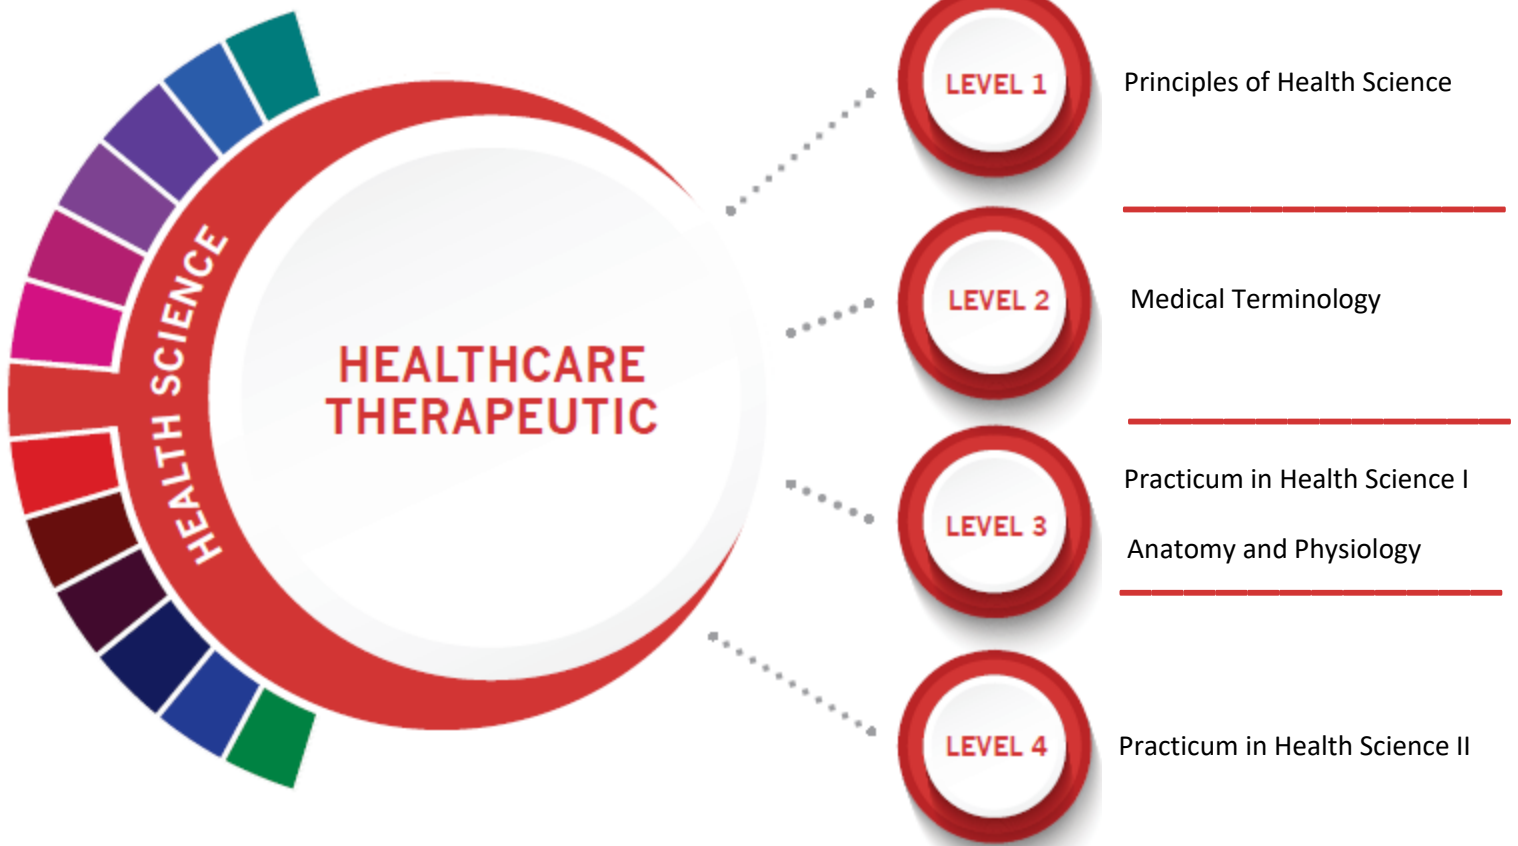 HEALTH SCIENCE
HEALTHCARE
THERAPEUTIC
LEVEL 1
Principles of Health Science
LEVEL 2
Medical Terminology
LEVEL 3
Practicum in Health Science I
Anatomy and Physiology
LEVEL 4
Practicum in Health Science II